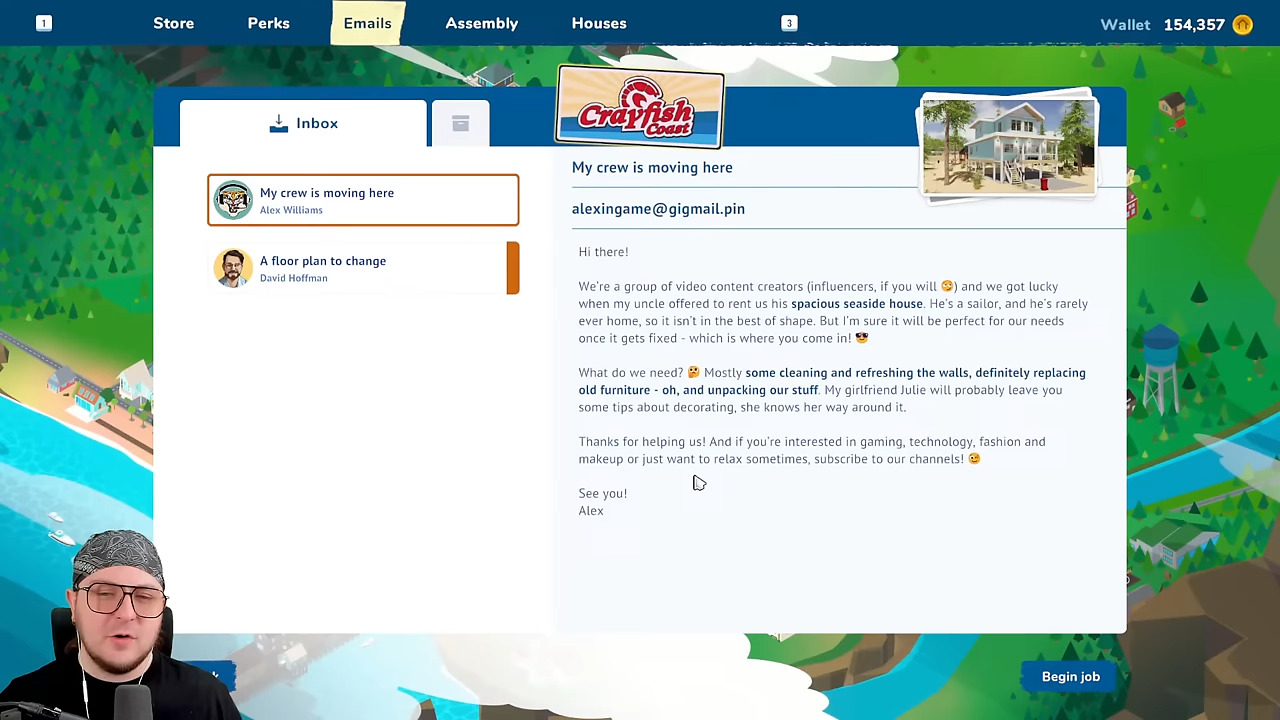 1
Store
Perks
Emails
Assembly
Houses
3
Wallet 154,357
Inbox
Crayfish
Coast
My crew is moving here
Alex Williams
A floor plan to change
David Hoffman
My crew is moving here
alexingame@gigmail.pin
Hi there!
We're a group of video content creators (influencers, if you will 🙄) and we got lucky
when my uncle offered to rent us his spacious seaside house. He's a sailor, and he's rarely
ever home, so it isn't in the best of shape. But I'm sure it will be perfect for our needs
once it gets fixed - which is where you come in! 😎
What do we need? 🤔 Mostly some cleaning and refreshing the walls, definitely replacing
old furniture - oh, and unpacking our stuff. My girlfriend Julie will probably leave you
some tips about decorating, she knows her way around it.
Thanks for helping us! And if you're interested in gaming, technology, fashion and
makeup or just want to relax sometimes, subscribe to our channels! 😉
See you!
Alex
Begin job